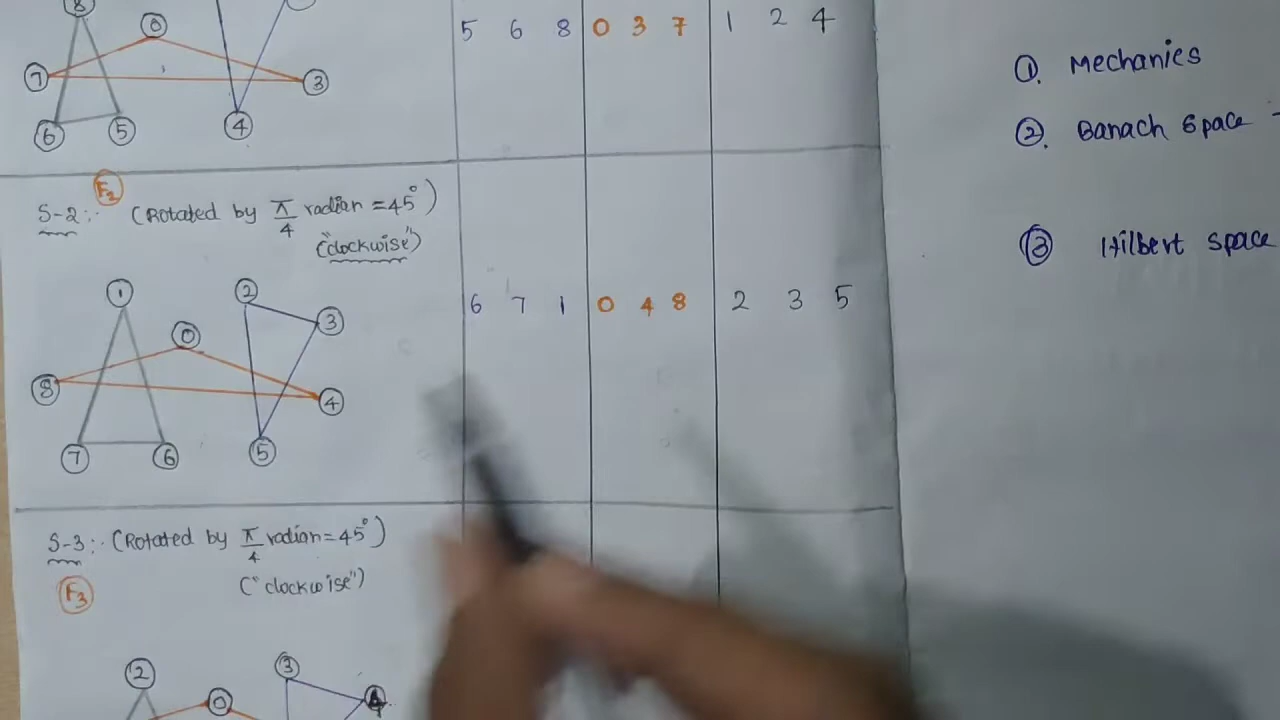 8
0
7
3
6
5
4
5 6 8 0 3 7 1 2 4
F2
S-2:- (Rotated by π/4 radian = 45°)
("clockwise")
1
2
0
3
8
4
7
6
5
6 7 1 0 4 8 2 3 5
S-3:- (Rotated by π/4 radian = 45°)
F3
("clockwise")
2
3
0
4
①. Mechanics
②. Banach Space -
③ Hilbert space